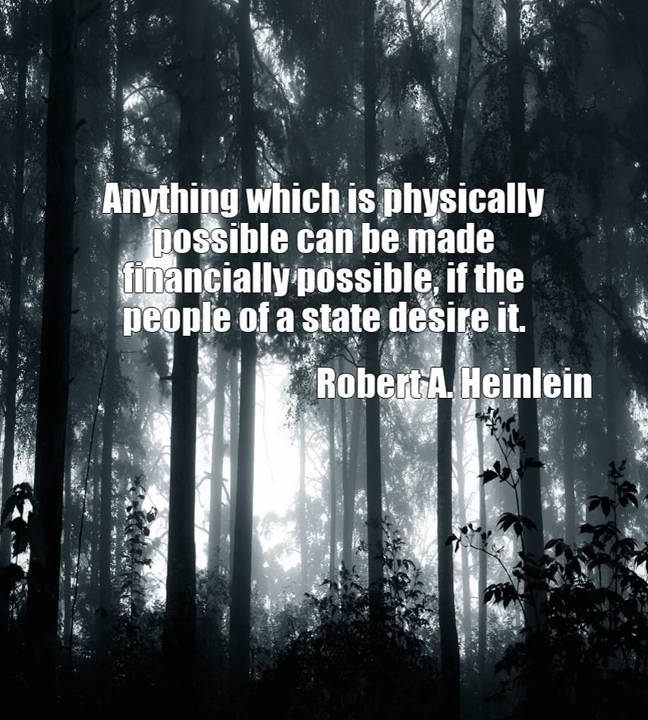 Anything which is physically
possible can be made
financially possible, if the
people of a state desire it.
Robert A. Heinlein